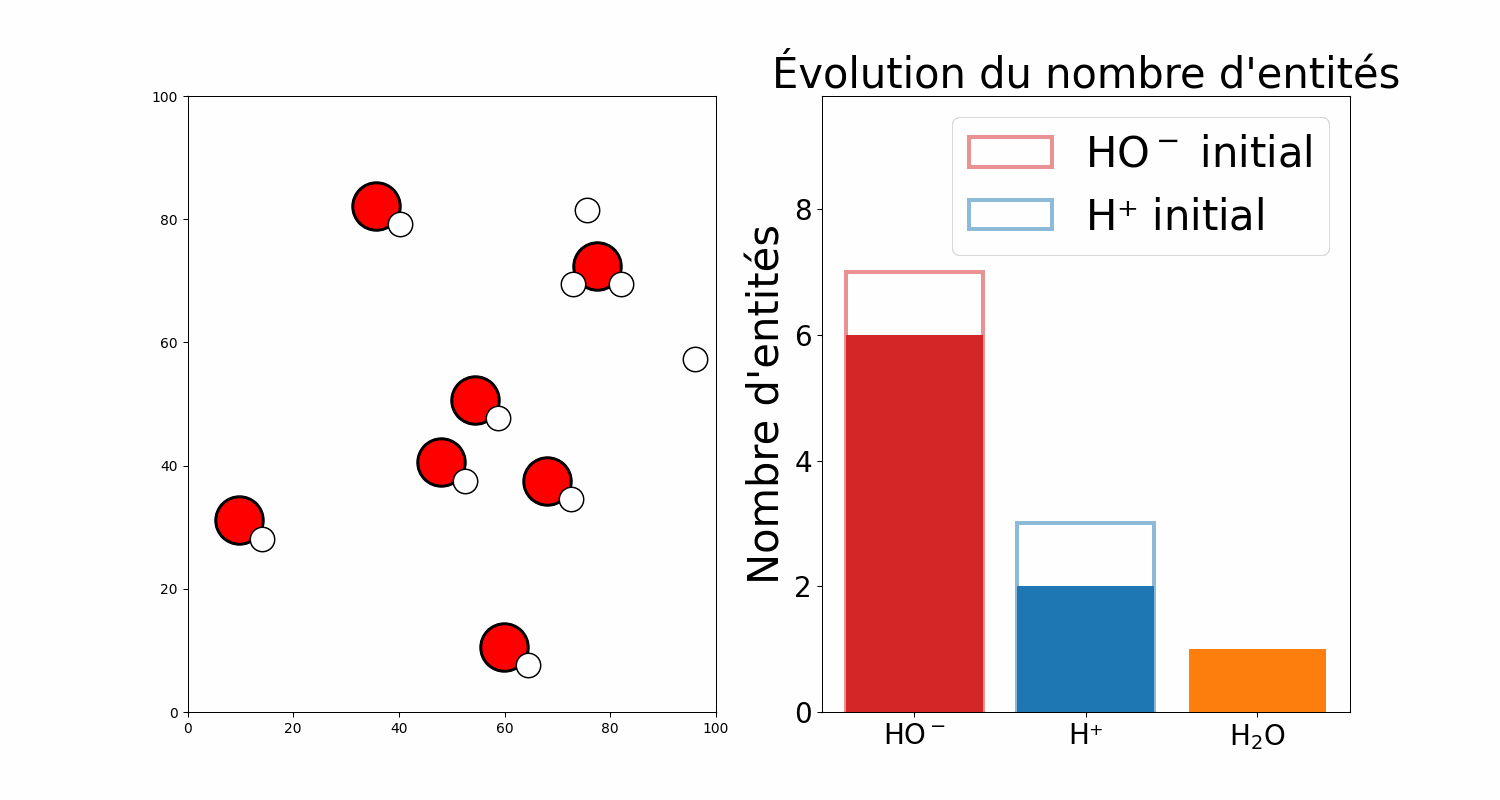 100
80
60
40
20
0
0 20 40 60 80 100
Évolution du nombre d'entités
HO⁻ initial
H⁺ initial
Nombre d'entités
8
6
4
2
0
HO⁻ H⁺ H₂O